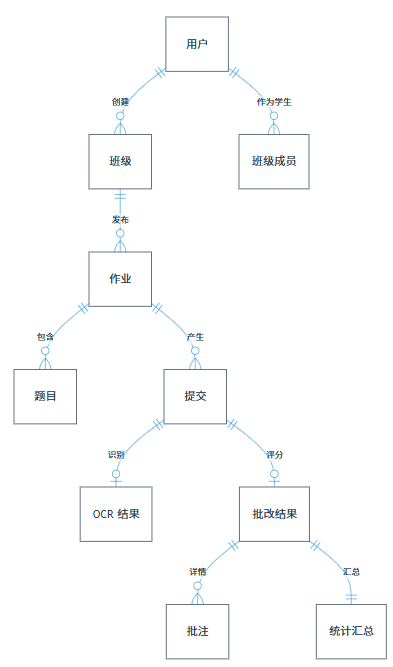 用户
创建
作为学生
班级
班级成员
发布
作业
包含
产生
题目
提交
识别
评分
OCR 结果
批改结果
详情
汇总
批注
统计汇总